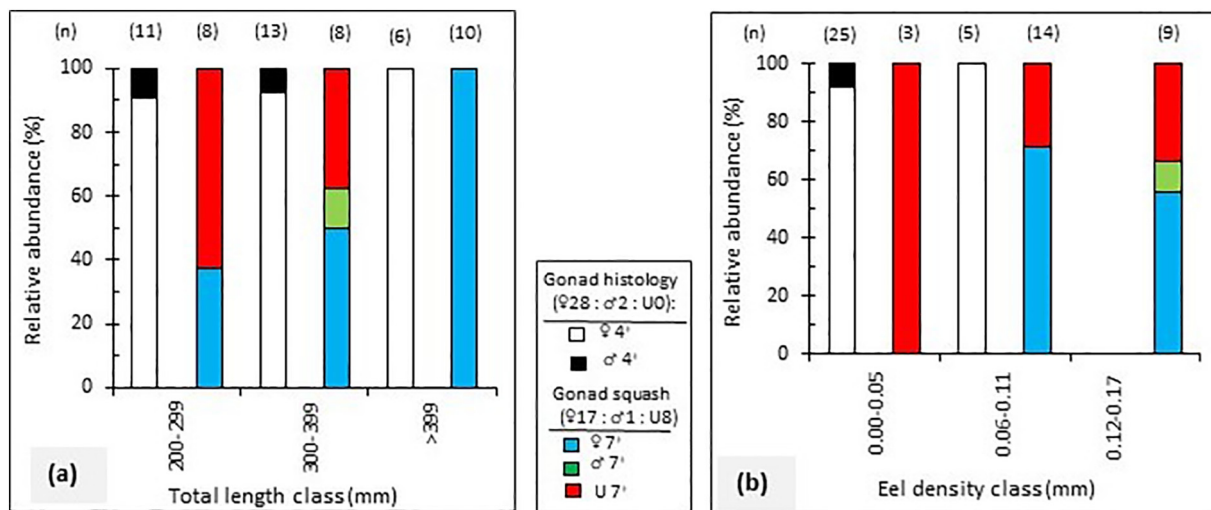 (n) (11) (8) (13) (8) (6) (10)
100
80
60
40
20
0
Relative abundance (%)
200-299
300-399
>399
(a)
Total length class (mm)
Gonad histology
(♀28 : ♂2 : U0):
♀ 4⁺
♂ 4⁺
Gonad squash
(♀17 : ♂1 : U8)
♀ 7⁺
♂ 7⁺
U 7⁺
(n) (25) (3) (5) (14) (9)
100
80
60
40
20
0
Relative abundance (%)
0.00-0.05
0.06-0.11
0.12-0.17
(b)
Eel density class (mm)